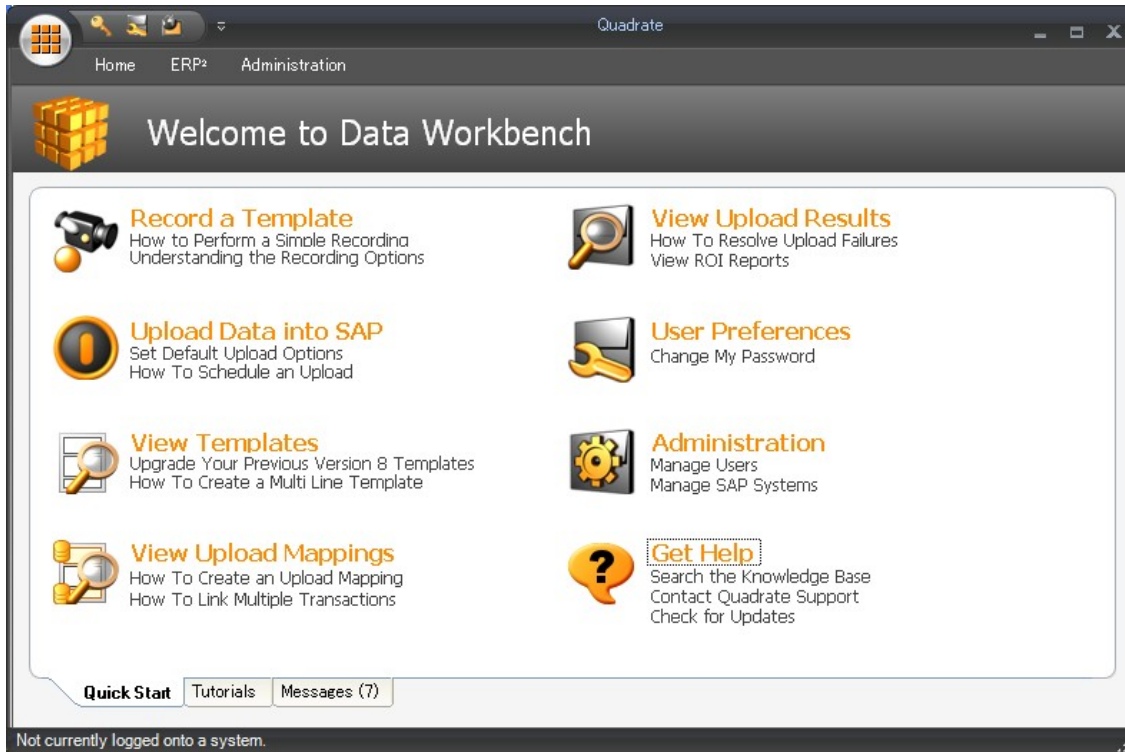 Quadrate
Home ERP² Administration
Welcome to Data Workbench
Record a Template
How to Perform a Simple Recording
Understanding the Recording Options
View Upload Results
How To Resolve Upload Failures
View ROI Reports
Upload Data into SAP
Set Default Upload Options
How To Schedule an Upload
User Preferences
Change My Password
View Templates
Upgrade Your Previous Version 8 Templates
How To Create a Multi Line Template
Administration
Manage Users
Manage SAP Systems
View Upload Mappings
How To Create an Upload Mapping
How To Link Multiple Transactions
Get Help
Search the Knowledge Base
Contact Quadrate Support
Check for Updates
Quick Start Tutorials Messages (7)
Not currently logged onto a system.